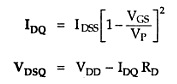 I_DQ = I_DSS[1 - V_GS/V_P]^2
V_DSQ = V_DD - I_DQ R_D